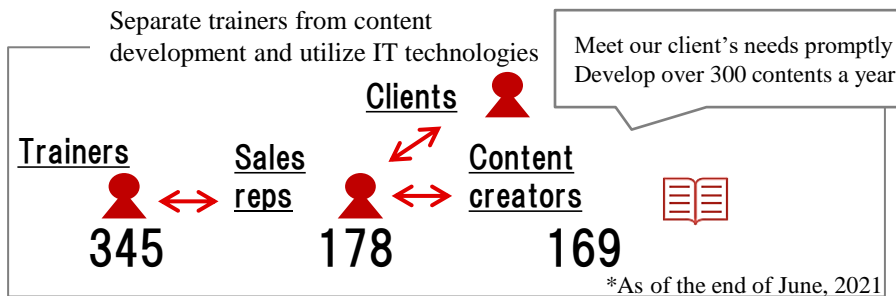 Separate trainers from content
development and utilize IT technologies
Meet our client’s needs promptly
Develop over 300 contents a year
Clients
Trainers
Sales
reps
Content
creators
345
178
169
*As of the end of June, 2021